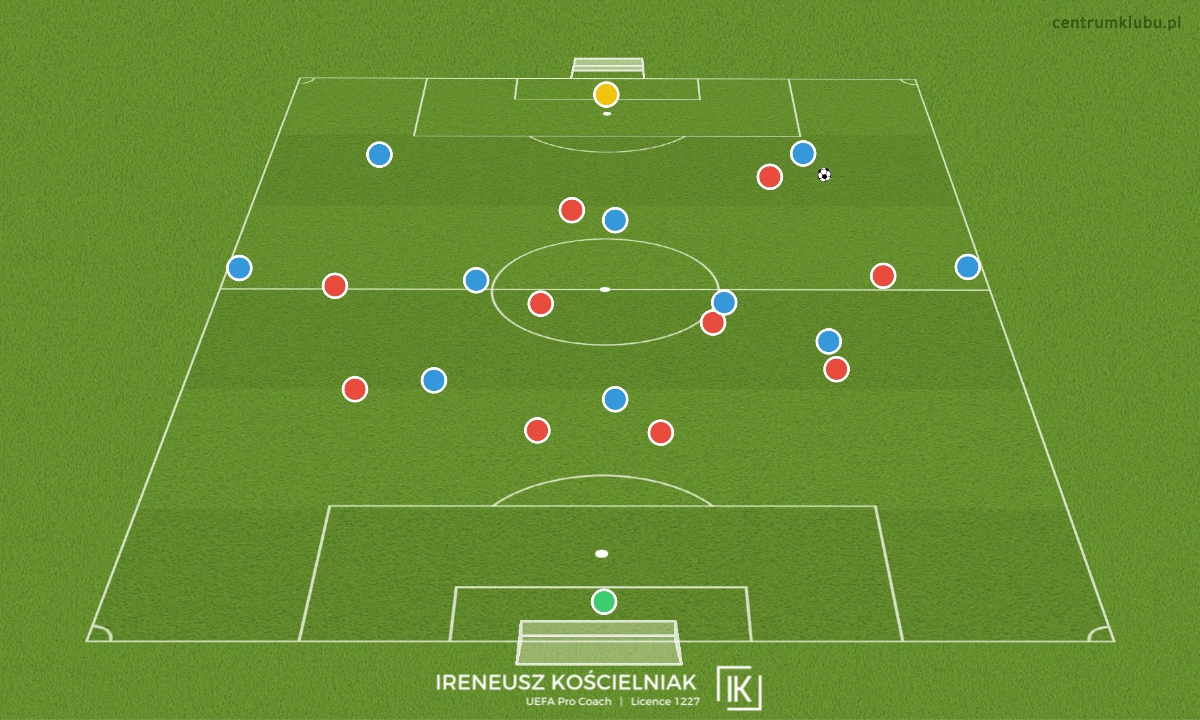 centrumklubu.pl
IRENEUSZ KOŚCIELNIAK
UEFA Pro Coach | Licence 1227
IK